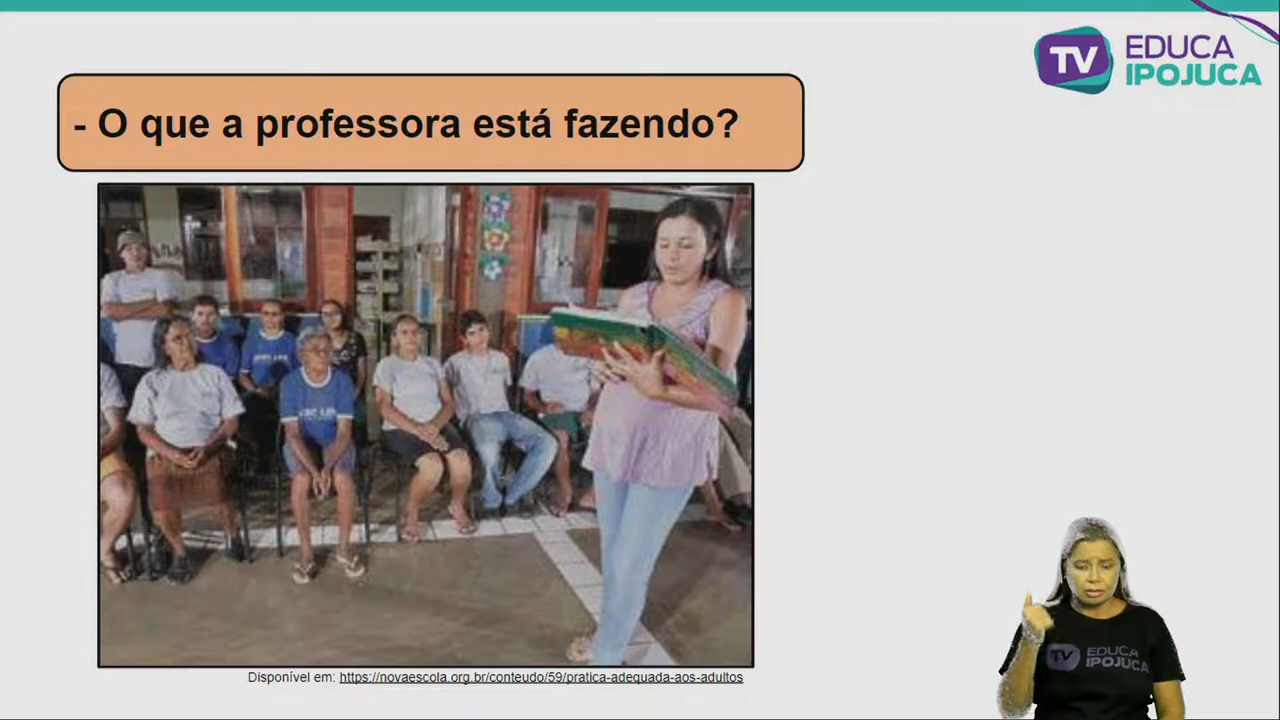 TV EDUCA
IPOJUCA
- O que a professora está fazendo?
Disponível em: https://novaescola.org.br/conteudo/59/pratica-adequada-aos-adultos
TV EDUCA
IPOJUCA